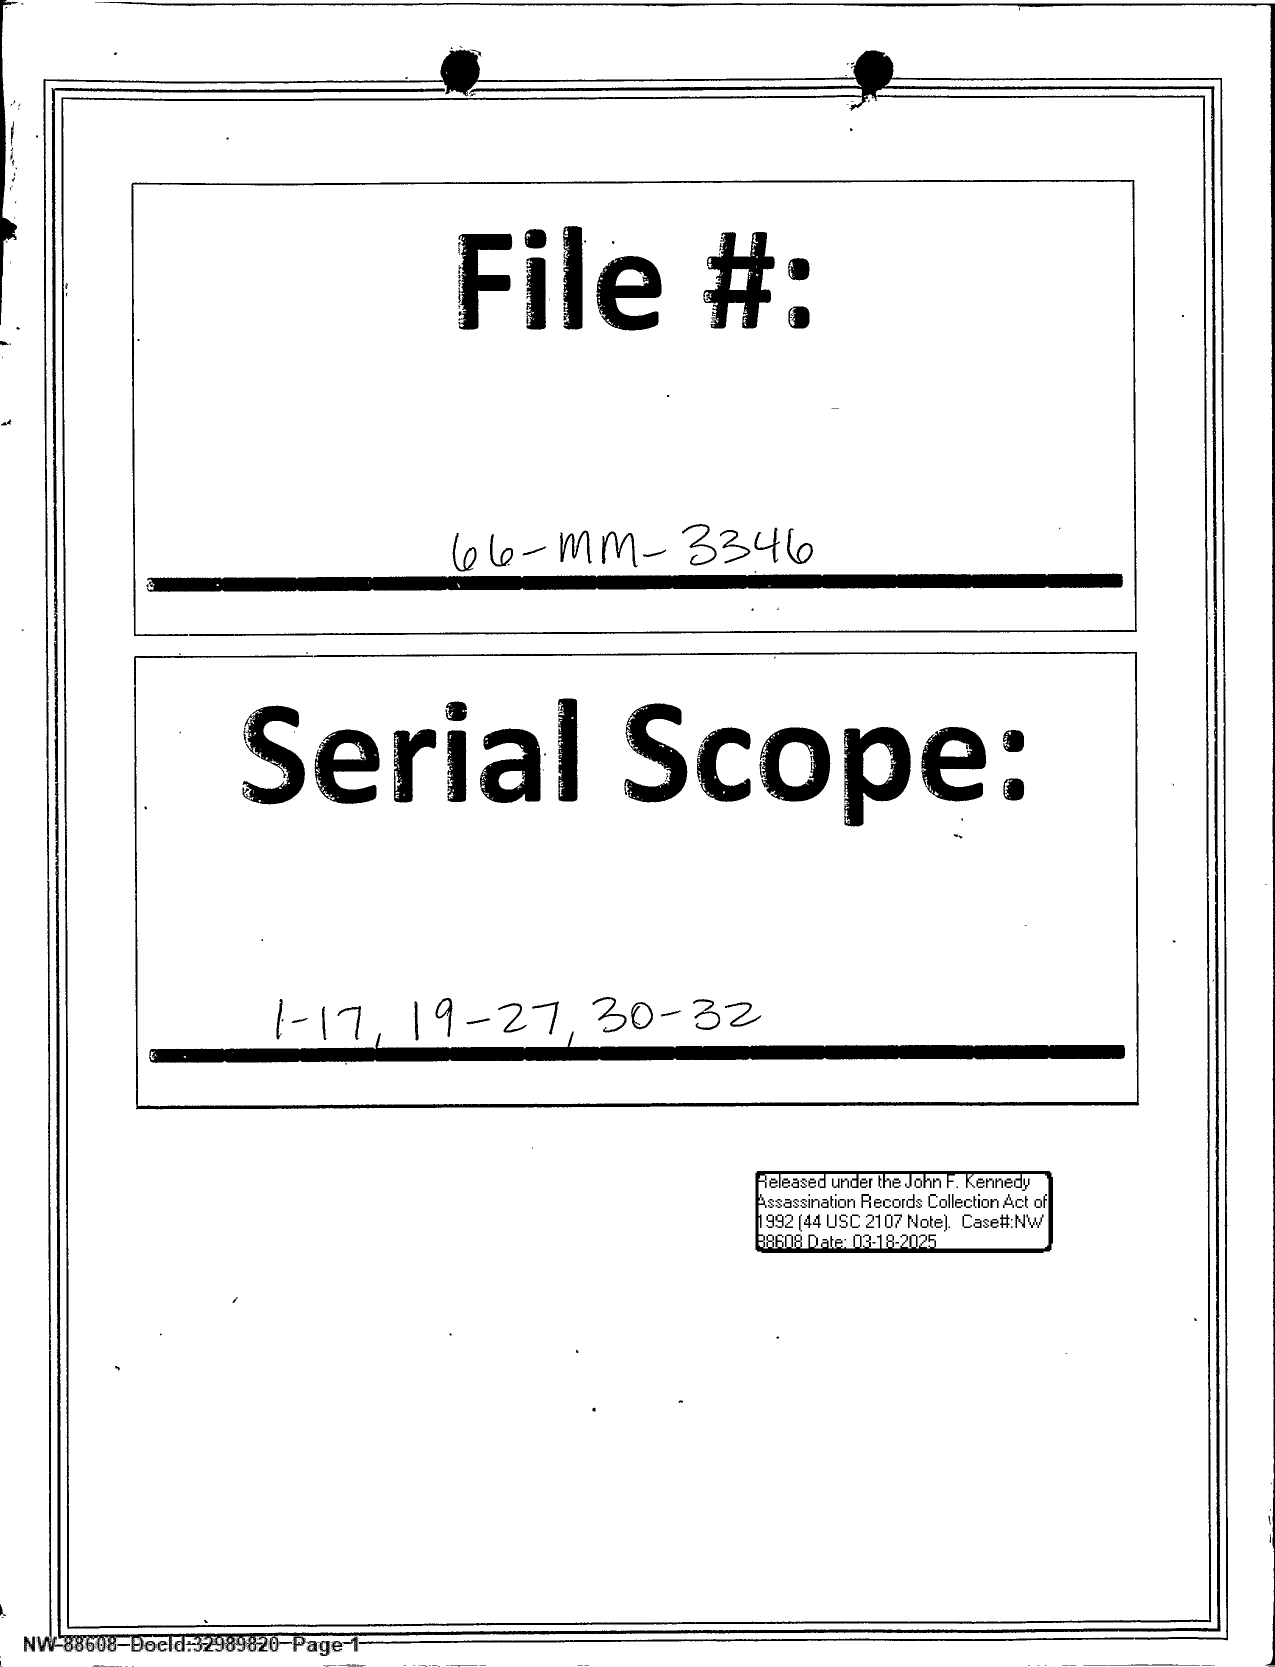 File #:
66-MM-3346
Serial Scope:
1-17, 19-27, 30-32
Released under the John F. Kennedy
Assassination Records Collection Act of
1992 (44 USC 2107 Note). Case#:NW
88608 Date: 03-18-2025
NW 88608 DocId:32989820 Page 1